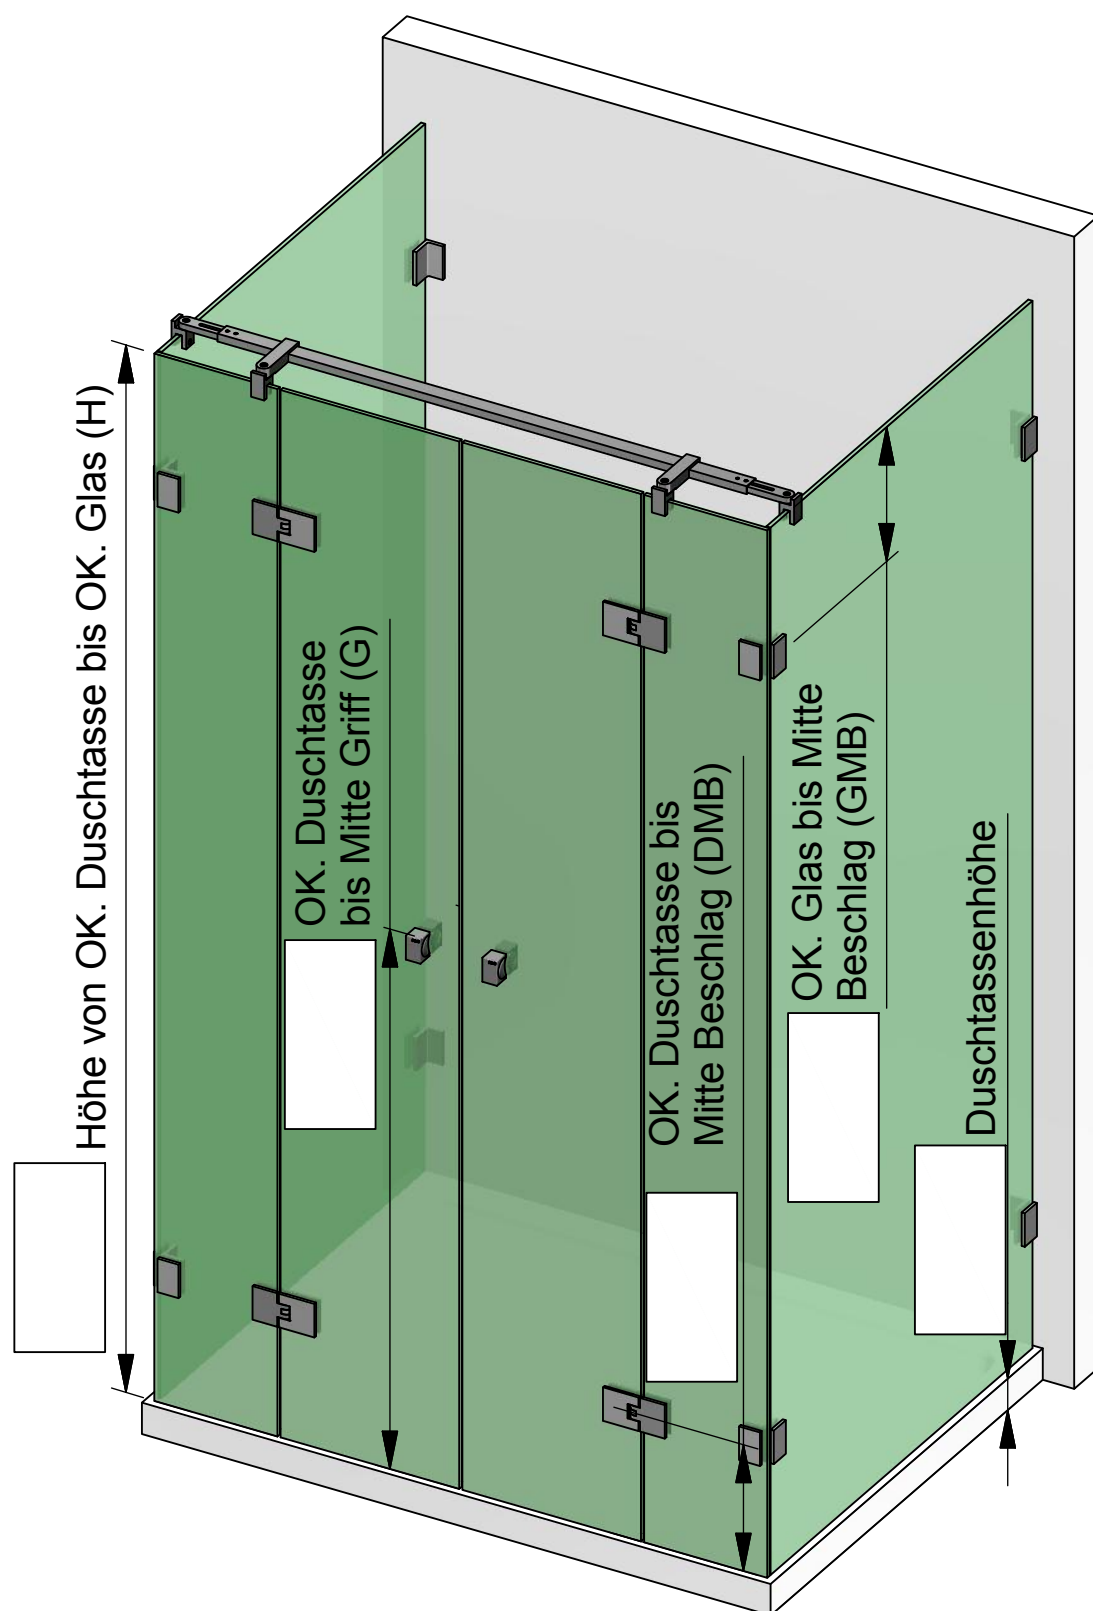 Höhe von OK. Duschtasse bis OK. Glas (H)
OK. Duschtasse
bis Mitte Griff (G)
OK. Duschtasse bis
Mitte Beschlag (DMB)
OK. Glas bis Mitte
Beschlag (GMB)
Duschtassenhöhe